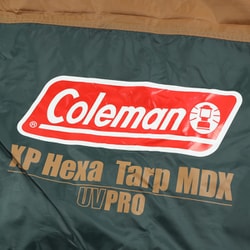 Coleman
XP Hexa Tarp MDX
UVPRO